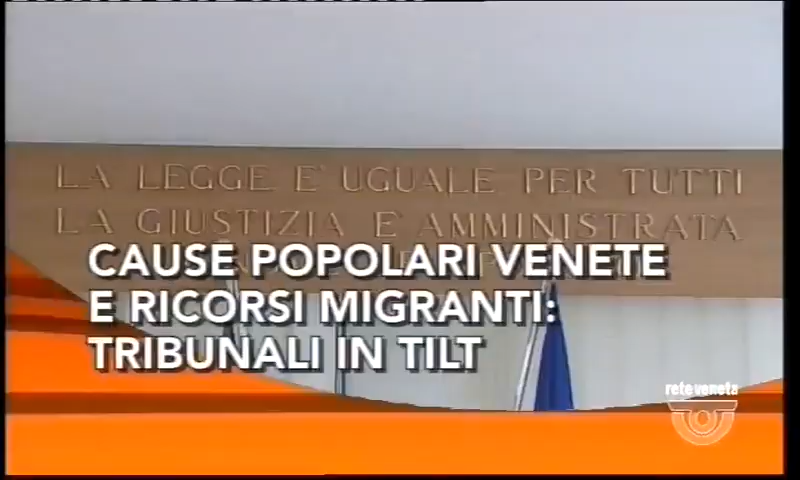 LA LEGGE E' UGUALE PER TUTTI
LA GIUSTIZIA E' AMMINISTRATA
CAUSE POPOLARI VENETE
E RICORSI MIGRANTI:
TRIBUNALI IN TILT
reteveneta